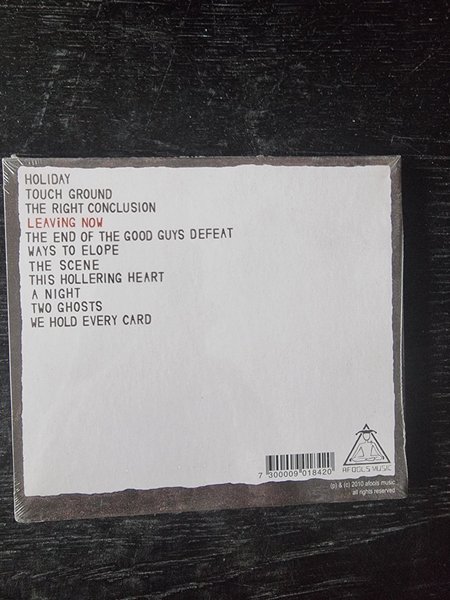 HOLIDAY
TOUCH GROUND
THE RIGHT CONCLUSION
LEAViNG NOW
THE END OF THE GOOD GUYS DEFEAT
WAYS TO ELOPE
THE SCENE
THIS HOLLERING HEART
A NIGHT
TWO GHOSTS
WE HOLD EVERY CARD
AFOOLS MUSIC
7 300009 018420
(p) & (c) 2010 afools music
all rights reserved